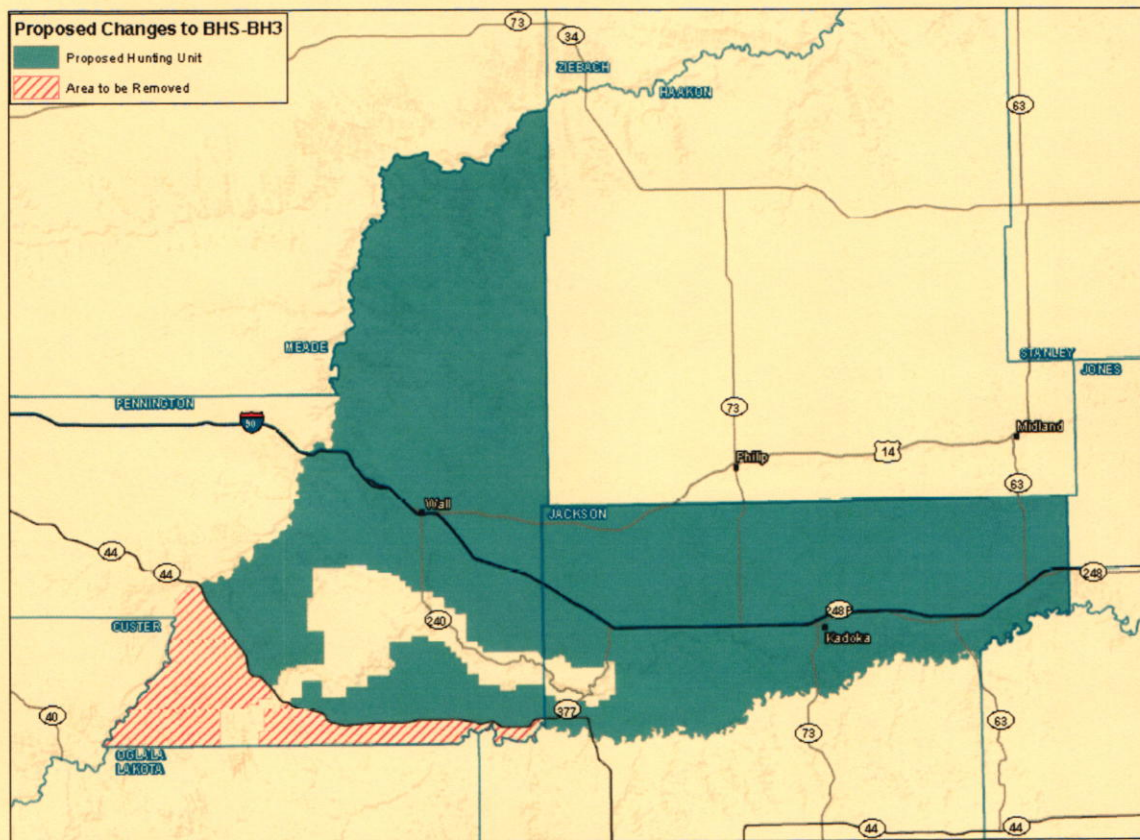 Proposed Changes to BHS-BH3
Proposed Hunting Unit
Area to be Removed
73
34
ZIEBACH
HAAKON
63
MEADE
STANLEY
JONES
PENNINGTON
90
73
Midland
Philip
14
63
Wall
JACKSON
44
44
248
CUSTER
240
248B
Kadoka
40
377
63
73
OGLALA
LAKOTA
44
44